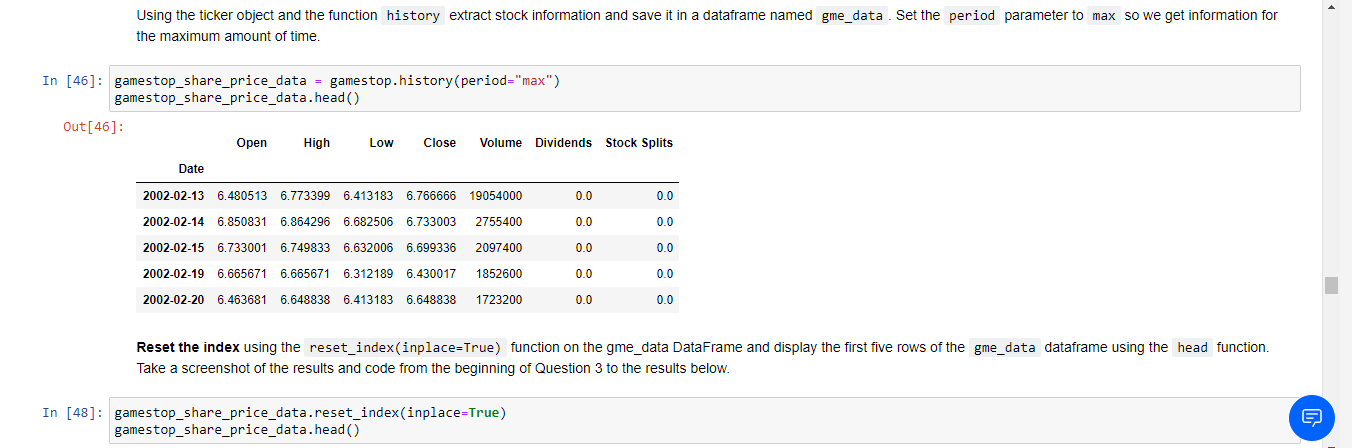 Using the ticker object and the function history extract stock information and save it in a dataframe named gme_data . Set the period parameter to max so we get information for
the maximum amount of time.
In [46]: gamestop_share_price_data = gamestop.history(period="max")
gamestop_share_price_data.head()
Out[46]:
Open High Low Close Volume Dividends Stock Splits
Date
2002-02-13 6.480513 6.773399 6.413183 6.766666 19054000 0.0 0.0
2002-02-14 6.850831 6.864296 6.682506 6.733003 2755400 0.0 0.0
2002-02-15 6.733001 6.749833 6.632006 6.699336 2097400 0.0 0.0
2002-02-19 6.665671 6.665671 6.312189 6.430017 1852600 0.0 0.0
2002-02-20 6.463681 6.648838 6.413183 6.648838 1723200 0.0 0.0
Reset the index using the reset_index(inplace=True) function on the gme_data DataFrame and display the first five rows of the gme_data dataframe using the head function.
Take a screenshot of the results and code from the beginning of Question 3 to the results below.
In [48]: gamestop_share_price_data.reset_index(inplace=True)
gamestop_share_price_data.head()